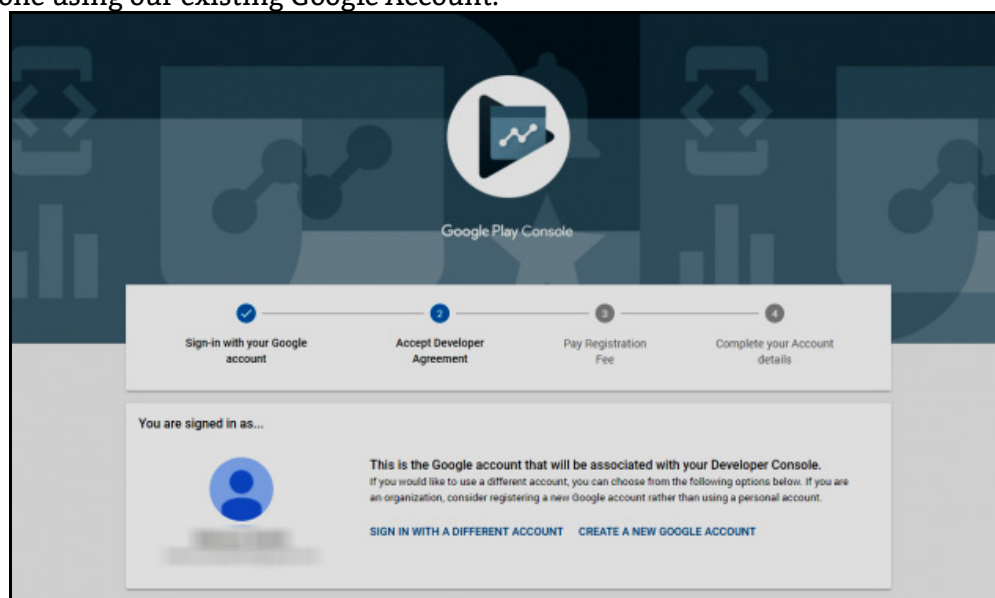 one using our existing Google Account.
Google Play Console
2
3
4
Sign-in with your Google
account
Accept Developer
Agreement
Pay Registration
Fee
Complete your Account
details
You are signed in as...
This is the Google account that will be associated with your Developer Console.
If you would like to use a different account, you can choose from the following options below. If you are
an organization, consider registering a new Google account rather than using a personal account.
SIGN IN WITH A DIFFERENT ACCOUNT CREATE A NEW GOOGLE ACCOUNT